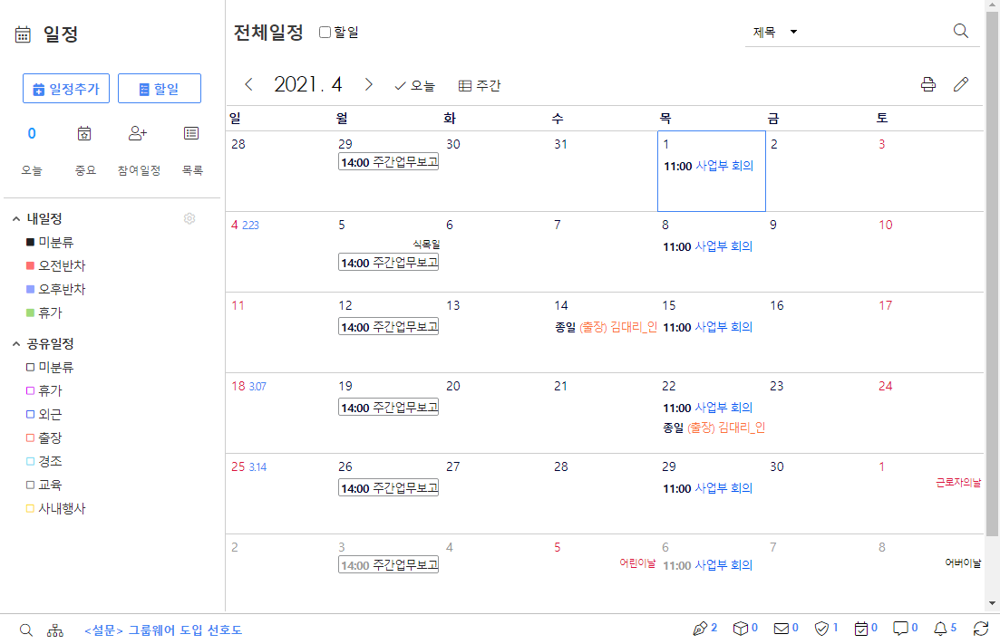 일정
전체일정 할일
제목
일정추가 할일
2021. 4 오늘 주간
0
오늘 중요 참여일정 목록
내일정
미분류
오전반차
오후반차
휴가
공유일정
미분류
휴가
외근
출장
경조
교육
사내행사
일 월 화 수 목 금 토
28 29 30 31 1 2 3
14:00 주간업무보고 11:00 사업부 회의
4 2.23 5 6 7 8 9 10
식목일
14:00 주간업무보고 11:00 사업부 회의
11 12 13 14 15 16 17
14:00 주간업무보고 종일 (출장) 김대리_인 11:00 사업부 회의
18 3.07 19 20 21 22 23 24
14:00 주간업무보고 11:00 사업부 회의
종일 (출장) 김대리_인
25 3.14 26 27 28 29 30 1
근로자의날
14:00 주간업무보고 11:00 사업부 회의
2 3 4 5 6 7 8
어린이날 어버이날
14:00 주간업무보고 11:00 사업부 회의
<설문> 그룹웨어 도입 선호도 2 0 0 1 0 0 5